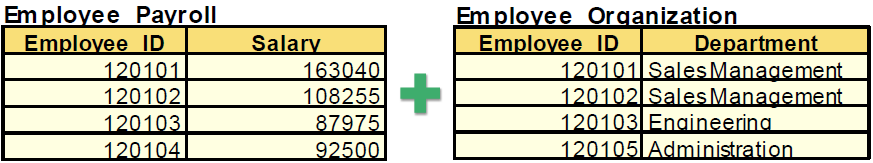 Employee Payroll
Employee ID Salary
120101 163040
120102 108255
120103 87975
120104 92500
Employee Organization
Employee ID Department
120101 Sales Management
120102 Sales Management
120103 Engineering
120105 Administration